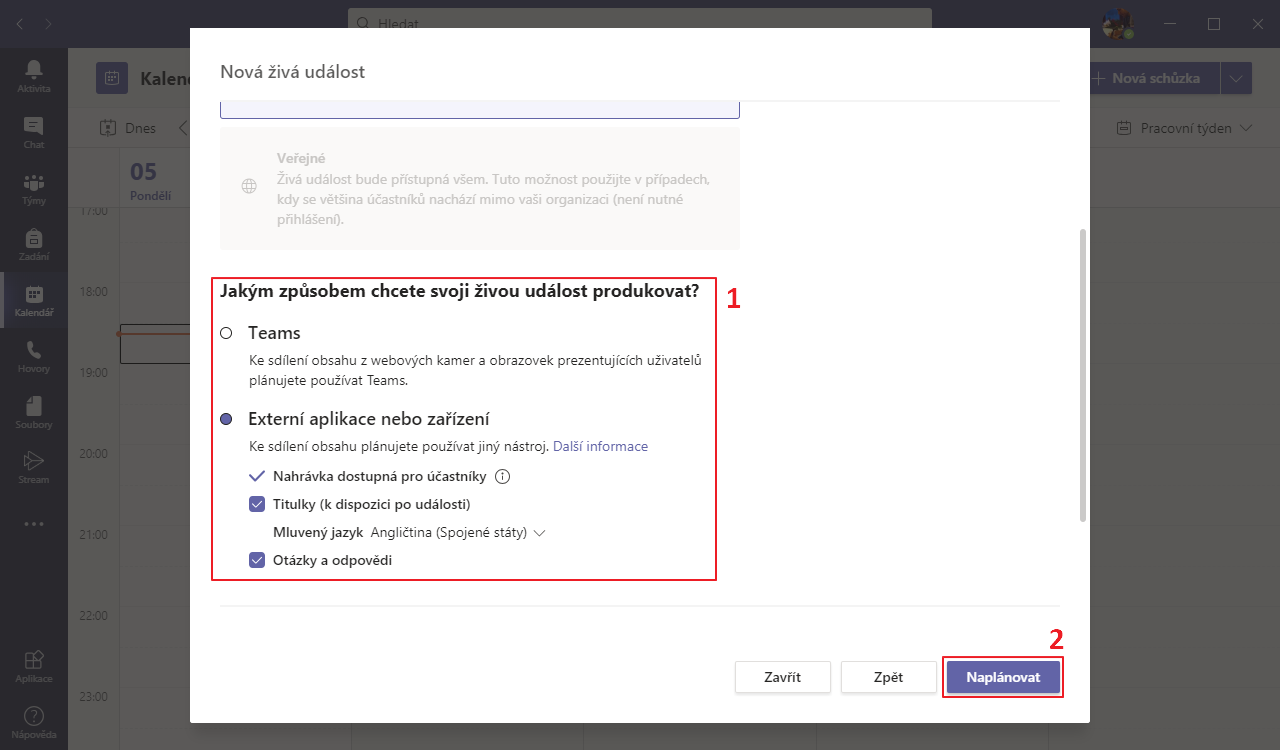 Hledat
Aktivita
Chat
Týmy
Zadání
Kalendář
Hovory
Soubory
Stream
Aplikace
Nápověda
Kalend
Nová schůzka
Dnes
Pracovní týden
05
Pondělí
17:00
18:00
19:00
20:00
21:00
22:00
23:00
Nová živá událost
Veřejné
Živá událost bude přístupná všem. Tuto možnost použijte v případech,
kdy se většina účastníků nachází mimo vaši organizaci (není nutné
přihlášení).
Jakým způsobem chcete svoji živou událost produkovat?
1
Teams
Ke sdílení obsahu z webových kamer a obrazovek prezentujících uživatelů
plánujete používat Teams.
Externí aplikace nebo zařízení
Ke sdílení obsahu plánujete používat jiný nástroj. Další informace
Nahrávka dostupná pro účastníky
Titulky (k dispozici po události)
Mluvený jazyk Angličtina (Spojené státy)
Otázky a odpovědi
2
Zavřít
Zpět
Naplánovat